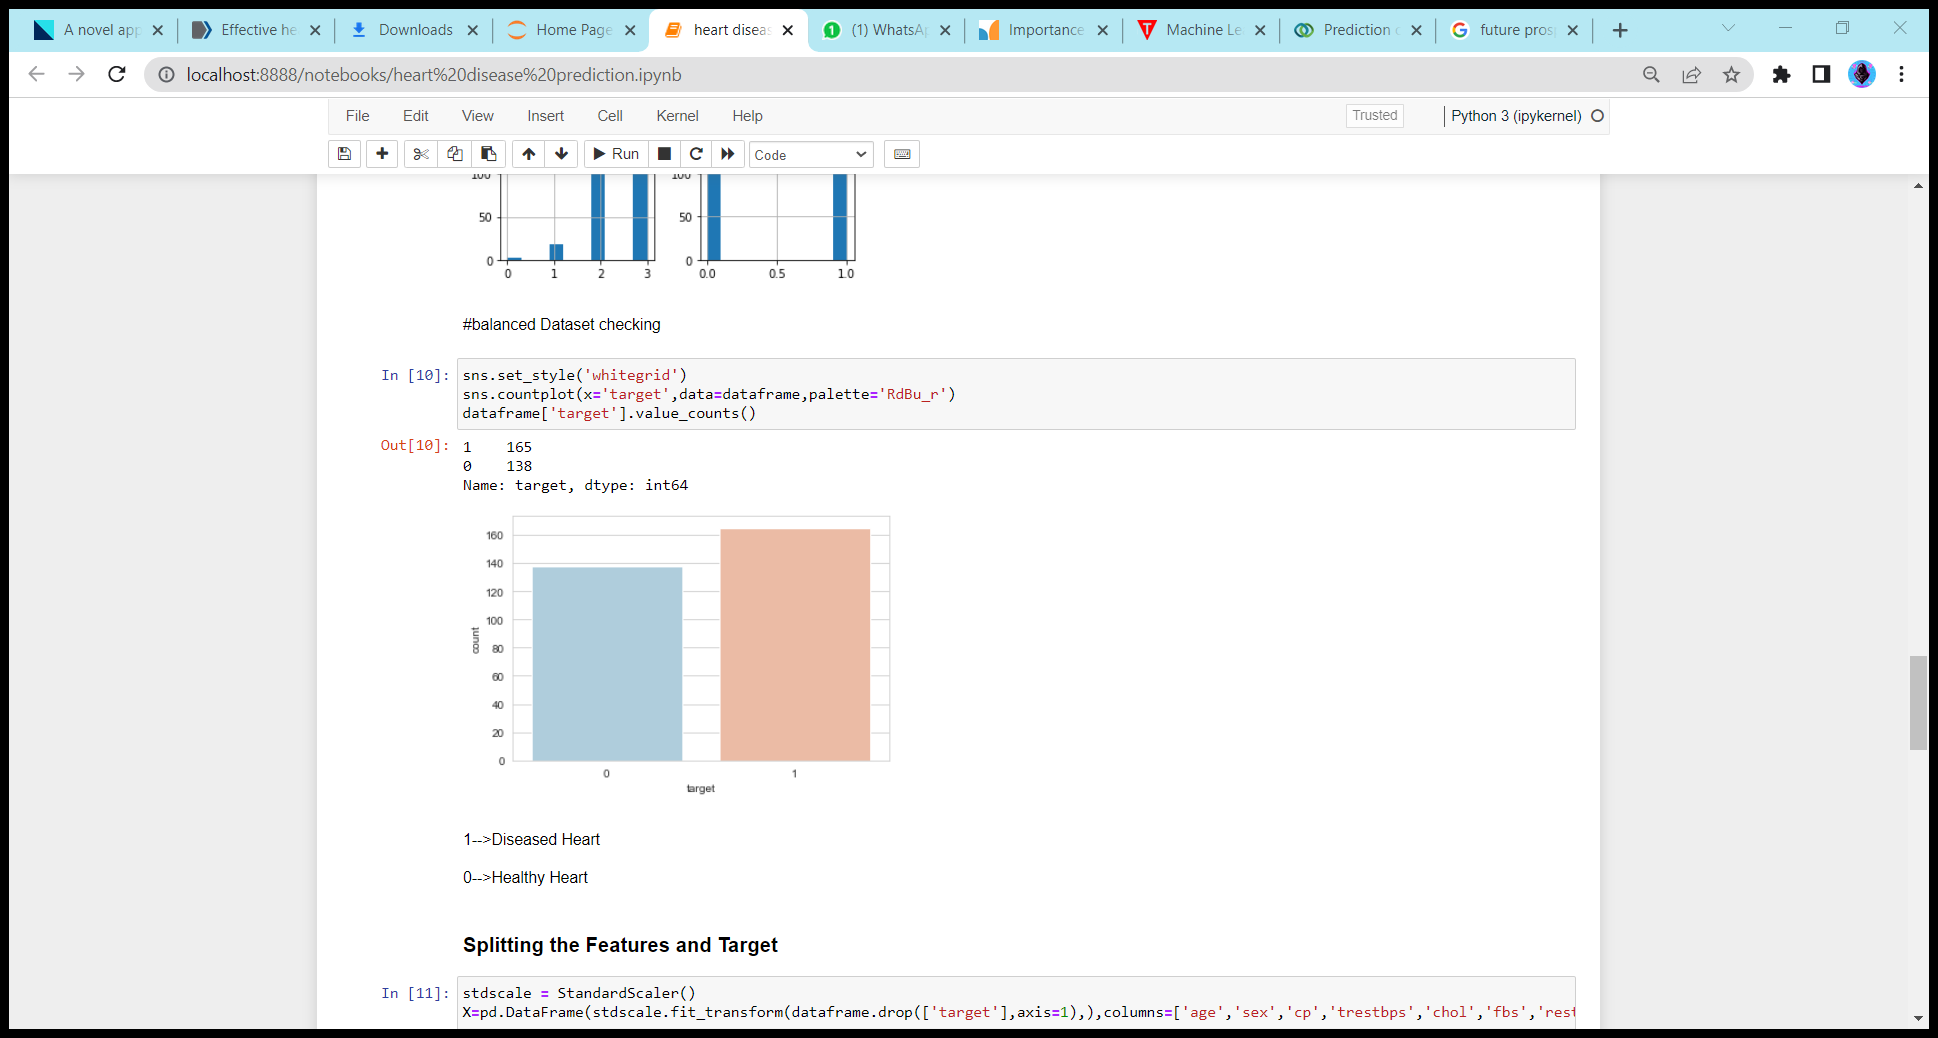 A novel app
Effective he
Downloads
Home Page
heart diseas
1
(1) WhatsAp
Importance
Machine Le
Prediction
future pros
localhost:8888/notebooks/heart%20disease%20prediction.ipynb
File Edit View Insert Cell Kernel Help
Trusted
Python 3 (ipykernel)
Run
Code
100 100
50 50
0 0
0 1 2 3 0.0 0.5 1.0
#balanced Dataset checking
In [10]:
sns.set_style('whitegrid')
sns.countplot(x='target',data=dataframe,palette='RdBu_r')
dataframe['target'].value_counts()
Out[10]:
1    165
0    138
Name: target, dtype: int64
160
140
120
100
80
60
40
20
0
count
0 1
target
1-->Diseased Heart
0-->Healthy Heart
Splitting the Features and Target
In [11]:
stdscale = StandardScaler()
X=pd.DataFrame(stdscale.fit_transform(dataframe.drop(['target'],axis=1),),columns=['age','sex','cp','trestbps','chol','fbs','rest